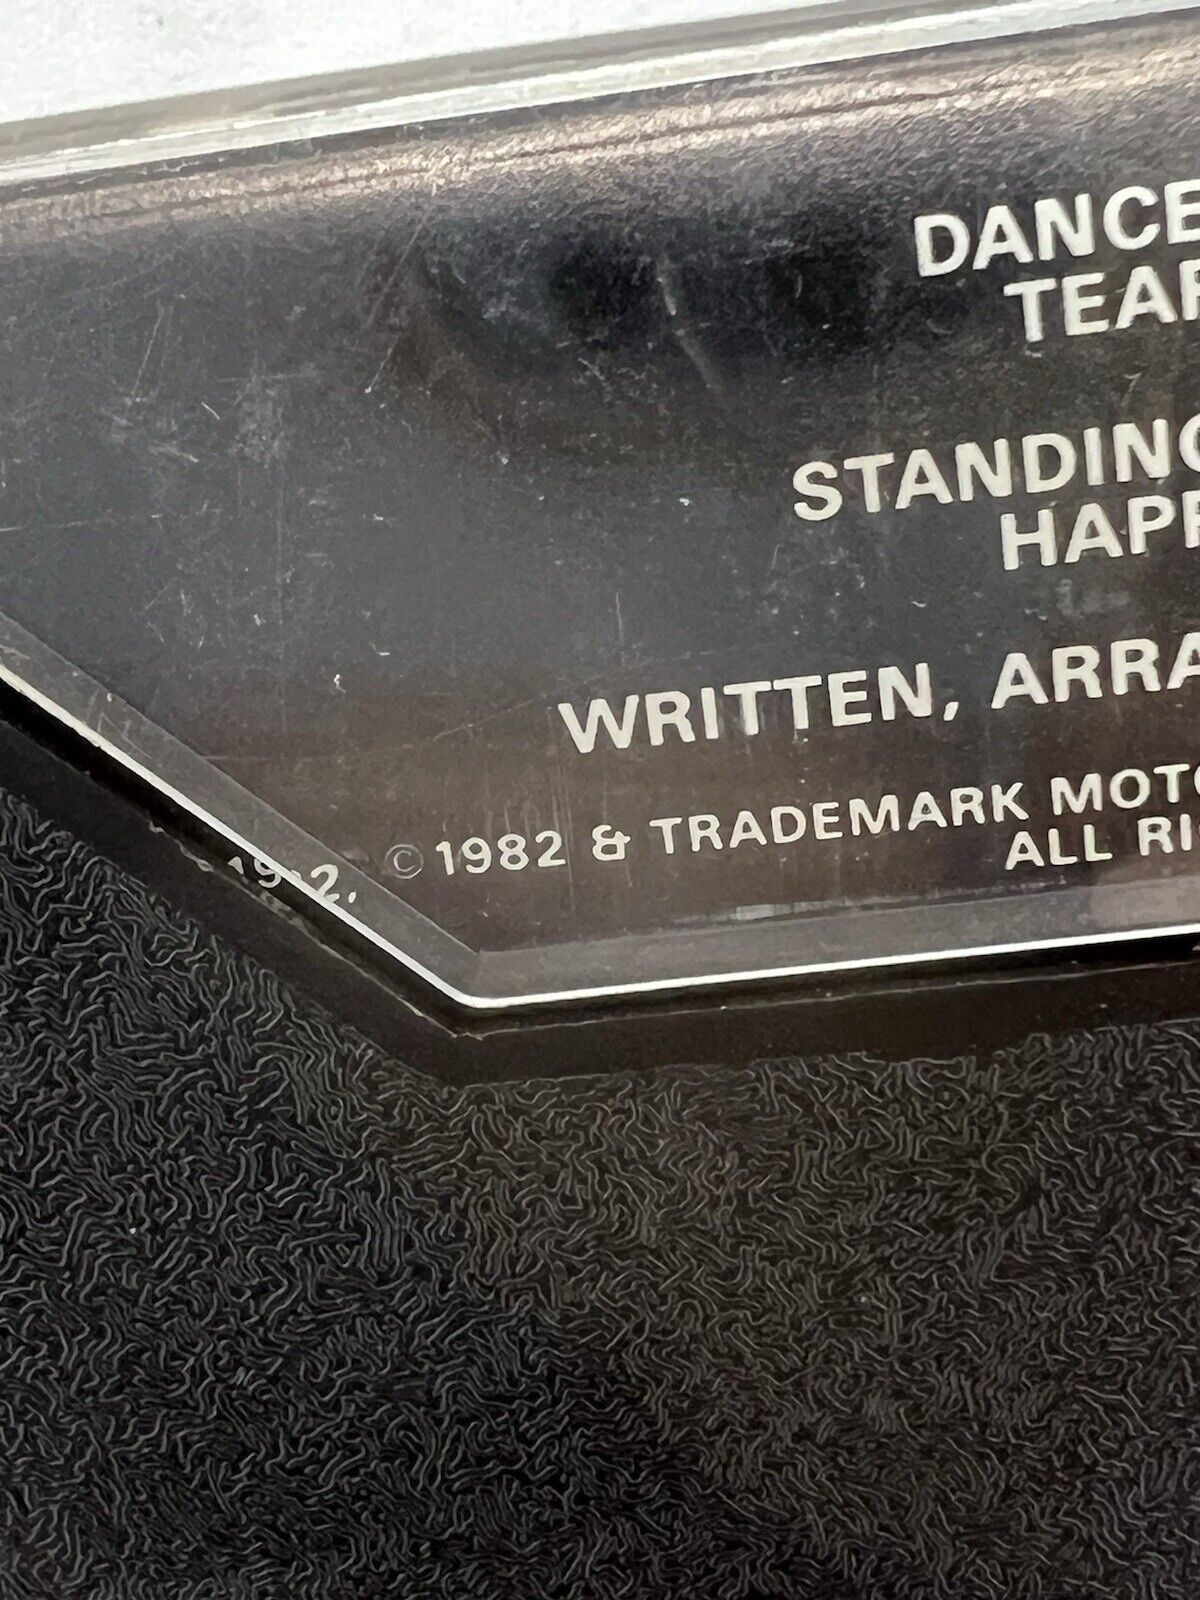 DANCE
TEAR
STANDING
HAPP
WRITTEN, ARRA
© 1982 & TRADEMARK MOTO
ALL RI